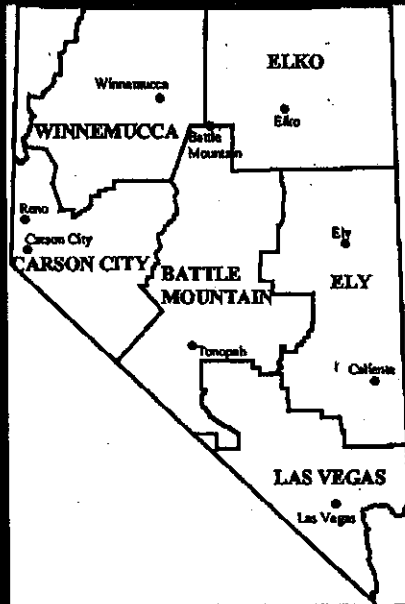 ELKO
Winnemucca
Elko
WINNEMUCCA
Battle
Mountain
Reno
Carson City
CARSON CITY
Ely
ELY
BATTLE
MOUNTAIN
Tonopah
Caliente
LAS VEGAS
Las Vegas